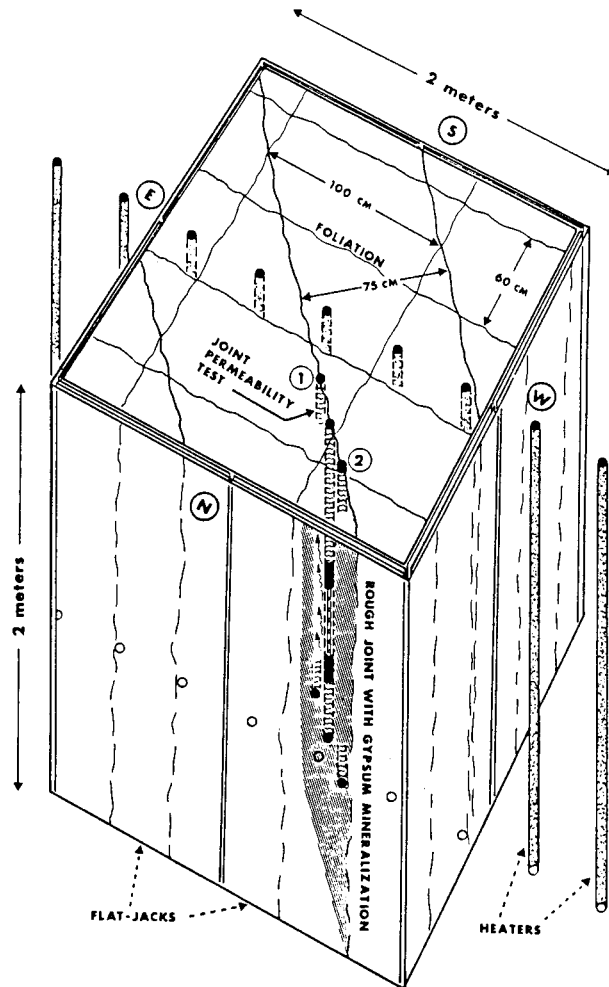 2 meters
S
E
100 CM
FOLIATION
60 CM
75 CM
JOINT
PERMEABILITY
TEST
1
W
2
N
2 meters
ROUGH JOINT WITH GYPSUM MINERALIZATION
FLAT-JACKS
HEATERS